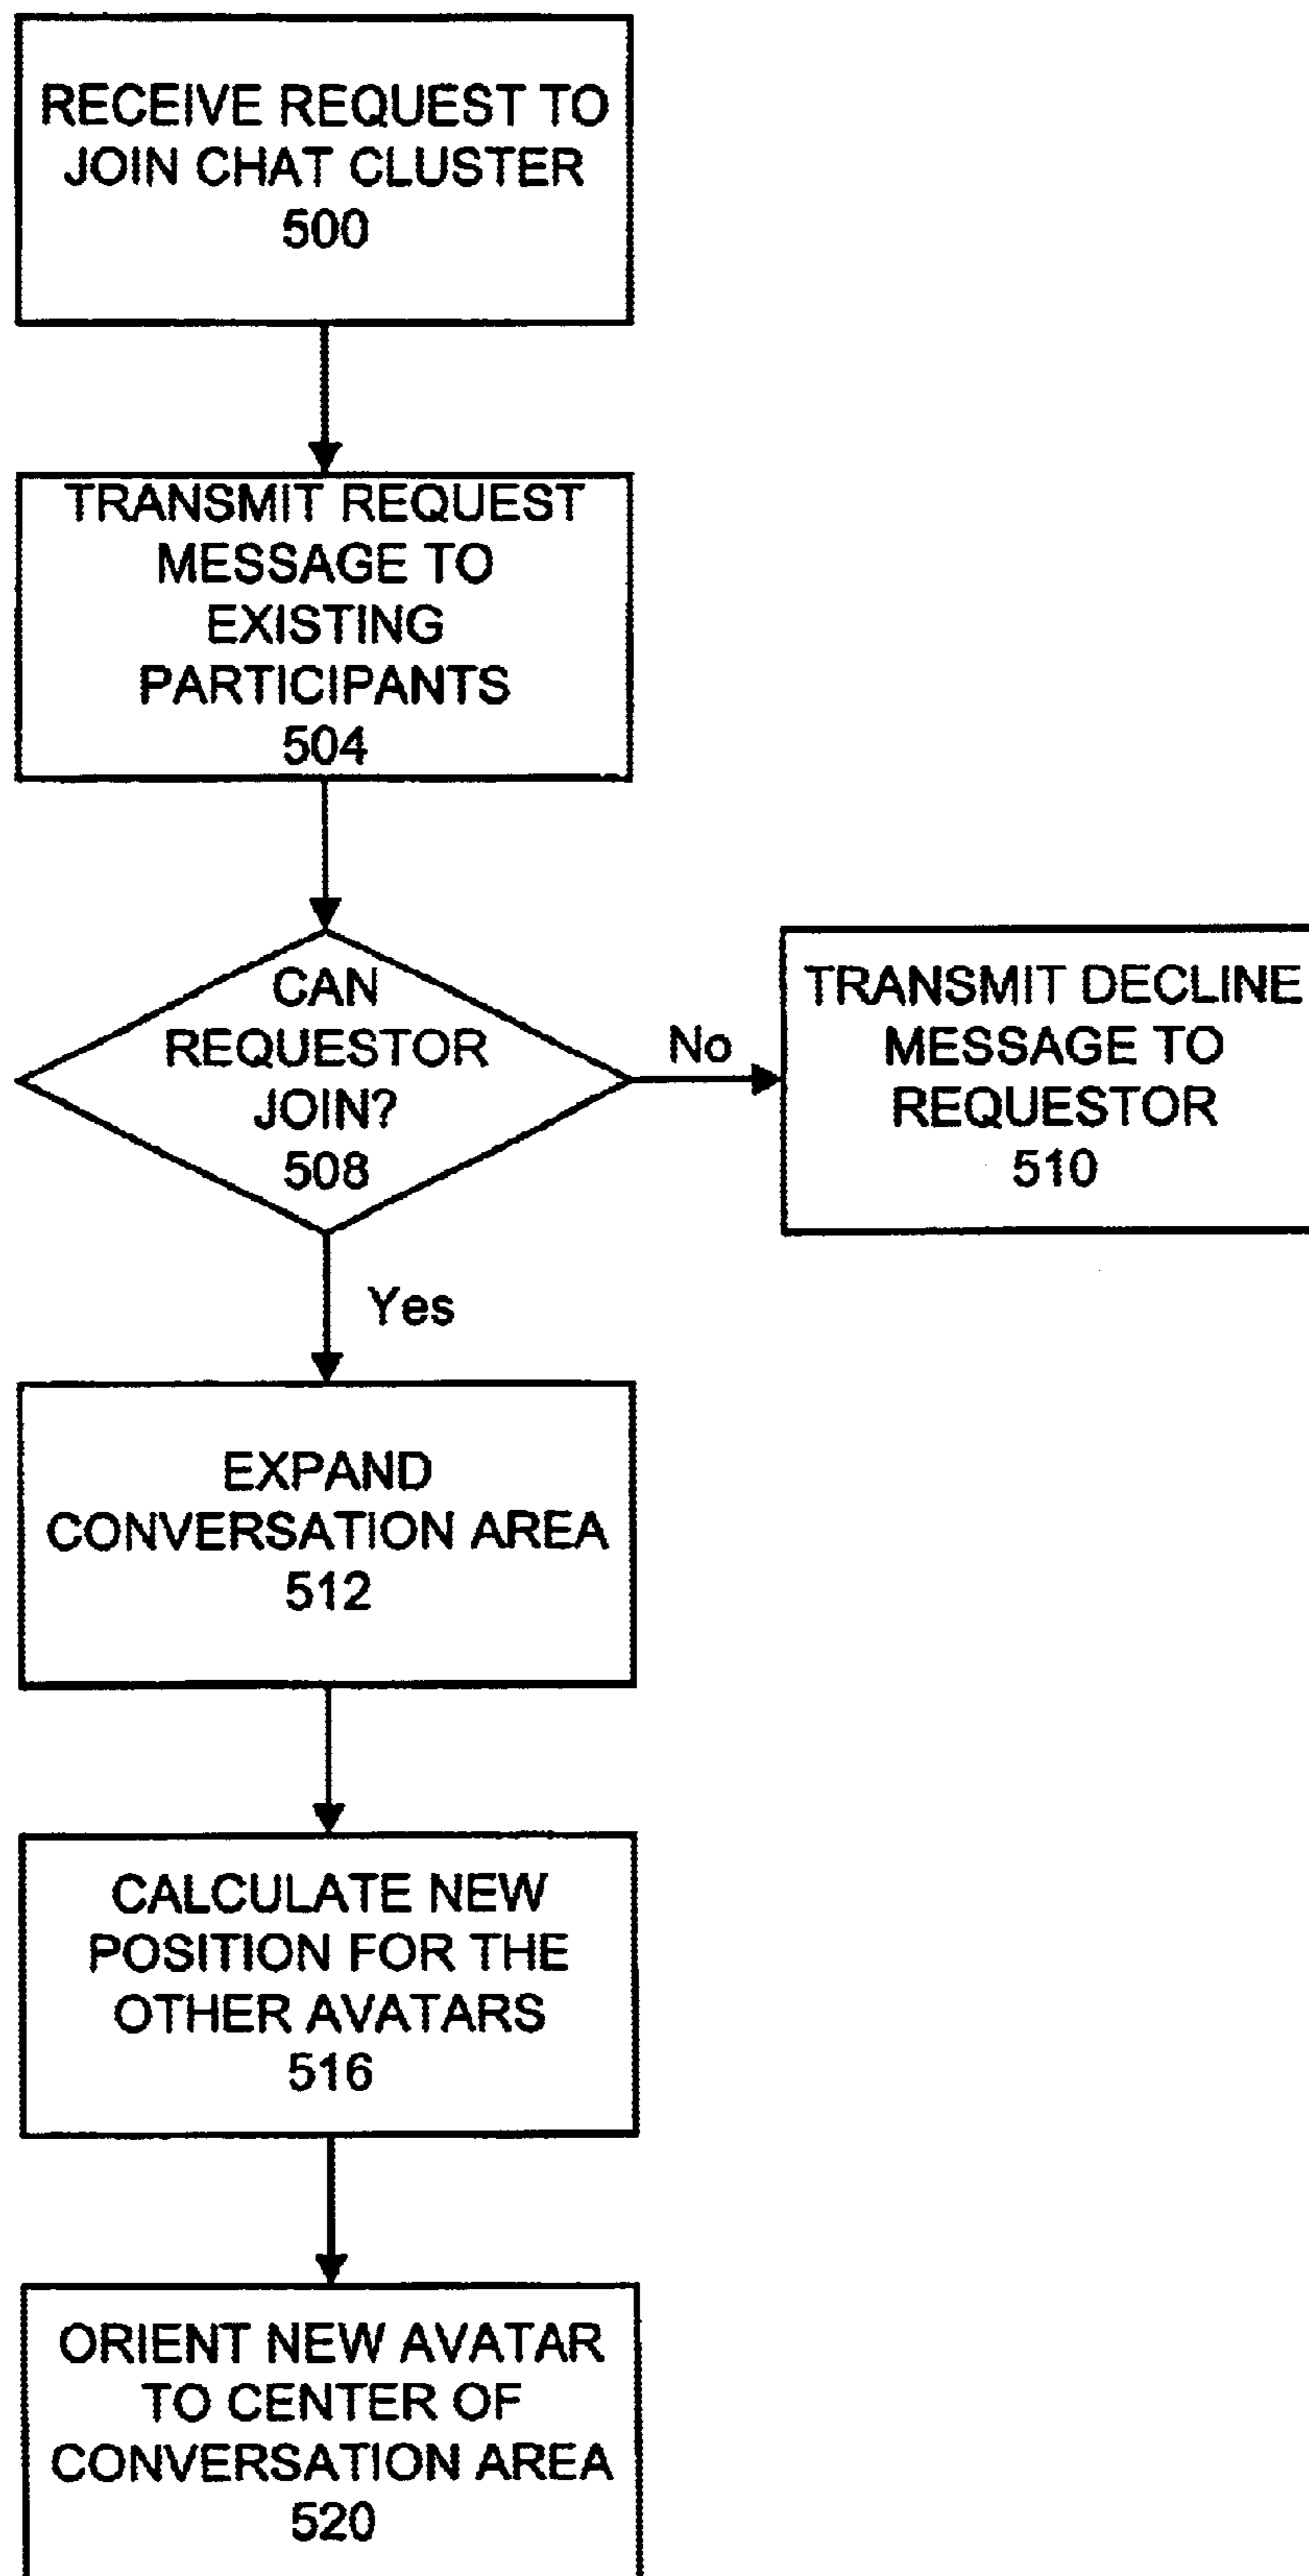 RECEIVE REQUEST TO
JOIN CHAT CLUSTER
500
TRANSMIT REQUEST
MESSAGE TO
EXISTING
PARTICIPANTS
504
CAN
REQUESTOR
JOIN?
508
No
TRANSMIT DECLINE
MESSAGE TO
REQUESTOR
510
Yes
EXPAND
CONVERSATION AREA
512
CALCULATE NEW
POSITION FOR THE
OTHER AVATARS
516
ORIENT NEW AVATAR
TO CENTER OF
CONVERSATION AREA
520